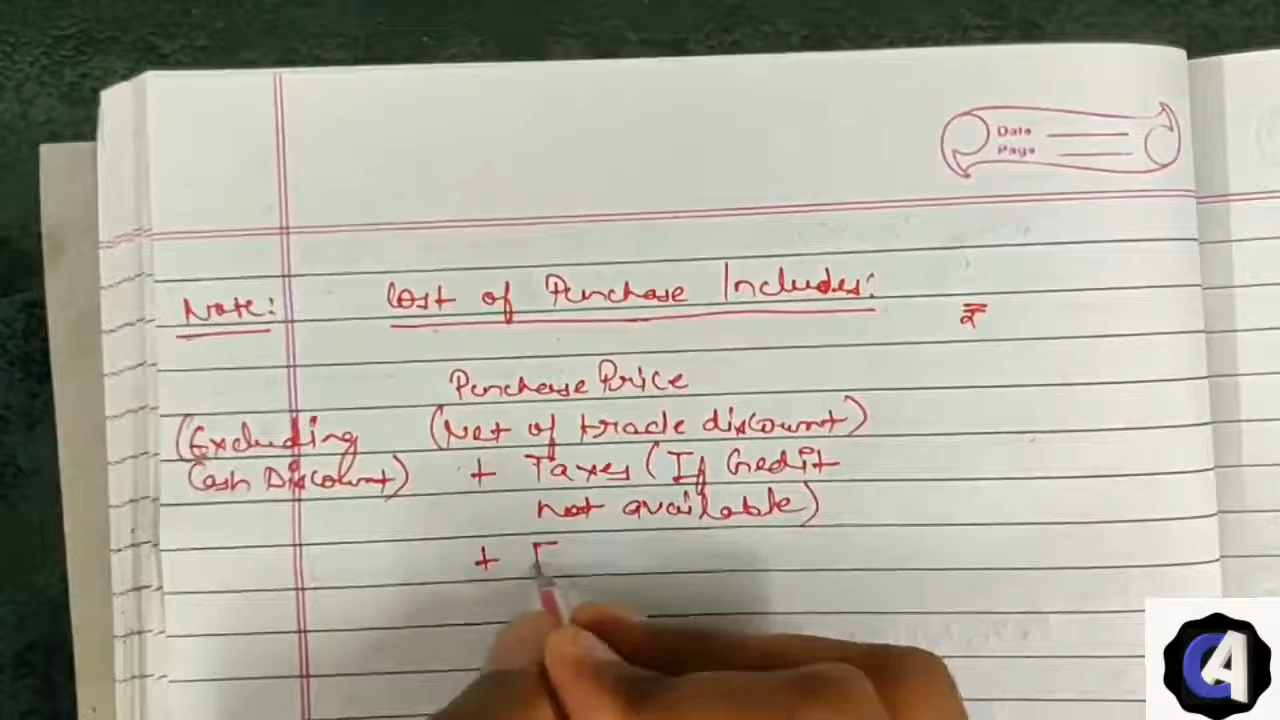 Date
Page
Note: Cost of Purchase Includes:
₹
Purchase Price
(Excluding (Net of trade discount)
Cash Discount) + Taxes (If Credit
not available)
+
CA